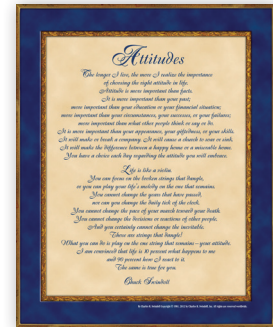 Attitudes
The longer I live, the more I realize the importance
of choosing the right attitude in life.
Attitude is more important than facts.
It is more important than your past;
more important than your education or your financial situation;
more important than your circumstances, your successes, or your failures;
more important than what other people think or say or do.
It is more important than your appearance, your giftedness, or your skills.
It will make or break a company. It will cause a church to soar or sink.
It will make the difference between a happy home or a miserable home.
You have a choice each day regarding the attitude you will embrace.
Life is like a violin.
You can focus on the broken strings that dangle,
or you can play your life's melody on the one that remains.
You cannot change the years that have passed,
nor can you change the daily tick of the clock.
You cannot change the pace of your march toward your death.
You cannot change the decisions or reactions of other people.
And you certainly cannot change the inevitable.
Those are strings that dangle!
What you can do is play on the one string that remains – your attitude.
I am convinced that life is 10 percent what happens to me
and 90 percent how I react to it.
The same is true for you.
Chuck Swindoll